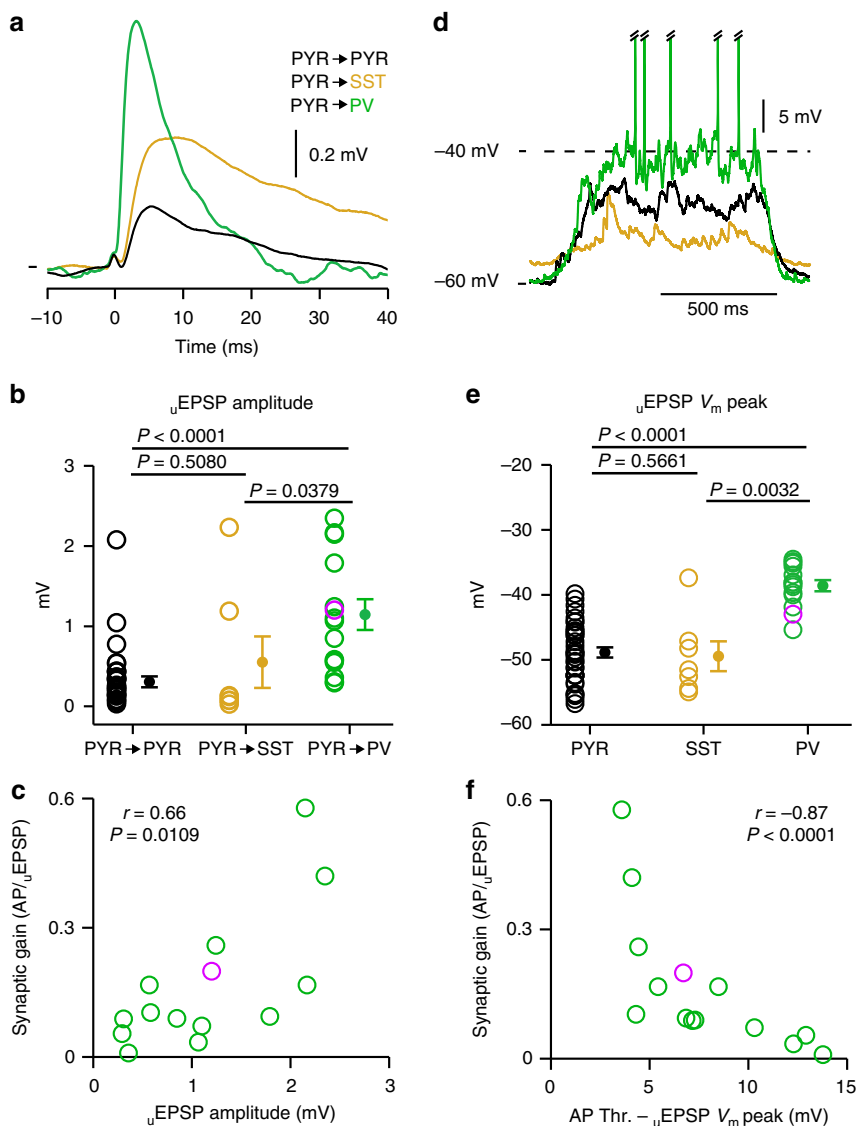 a
PYR→PYR
PYR→SST
PYR→PV
0.2 mV
–10 0 10 20 30 40
Time (ms)
d
5 mV
–40 mV
–60 mV
500 ms
b
uEPSP amplitude
P < 0.0001
P = 0.5080
P = 0.0379
3
2
1
0
mV
PYR→PYR PYR→SST PYR→PV
e
uEPSP Vm peak
P < 0.0001
P = 0.5661
P = 0.0032
–20
–30
–40
–50
–60
mV
PYR SST PV
c
r = 0.66
P = 0.0109
0.6
0.3
0
Synaptic gain (AP/uEPSP)
0 1 2 3
uEPSP amplitude (mV)
f
r = –0.87
P < 0.0001
0.6
0.3
0
Synaptic gain (AP/uEPSP)
0 5 10 15
AP Thr. – uEPSP Vm peak (mV)